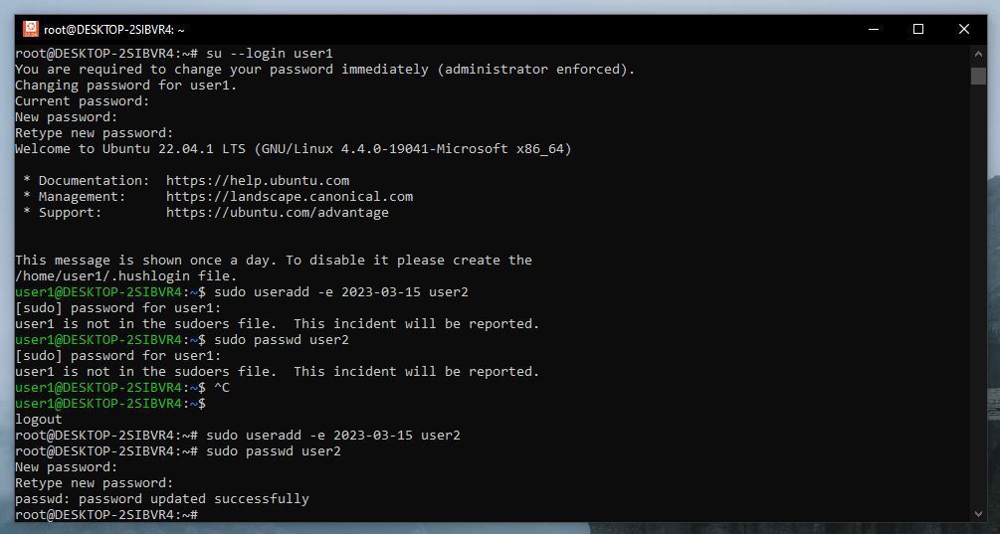 root@DESKTOP-2SIBVR4: ~
root@DESKTOP-2SIBVR4:~# su --login user1
You are required to change your password immediately (administrator enforced).
Changing password for user1.
Current password:
New password:
Retype new password:
Welcome to Ubuntu 22.04.1 LTS (GNU/Linux 4.4.0-19041-Microsoft x86_64)
* Documentation:  https://help.ubuntu.com
* Management:     https://landscape.canonical.com
* Support:        https://ubuntu.com/advantage
This message is shown once a day. To disable it please create the
/home/user1/.hushlogin file.
user1@DESKTOP-2SIBVR4:~$ sudo useradd -e 2023-03-15 user2
[sudo] password for user1:
user1 is not in the sudoers file.  This incident will be reported.
user1@DESKTOP-2SIBVR4:~$ sudo passwd user2
[sudo] password for user1:
user1 is not in the sudoers file.  This incident will be reported.
user1@DESKTOP-2SIBVR4:~$ ^C
user1@DESKTOP-2SIBVR4:~$
logout
root@DESKTOP-2SIBVR4:~# sudo useradd -e 2023-03-15 user2
root@DESKTOP-2SIBVR4:~# sudo passwd user2
New password:
Retype new password:
passwd: password updated successfully
root@DESKTOP-2SIBVR4:~#